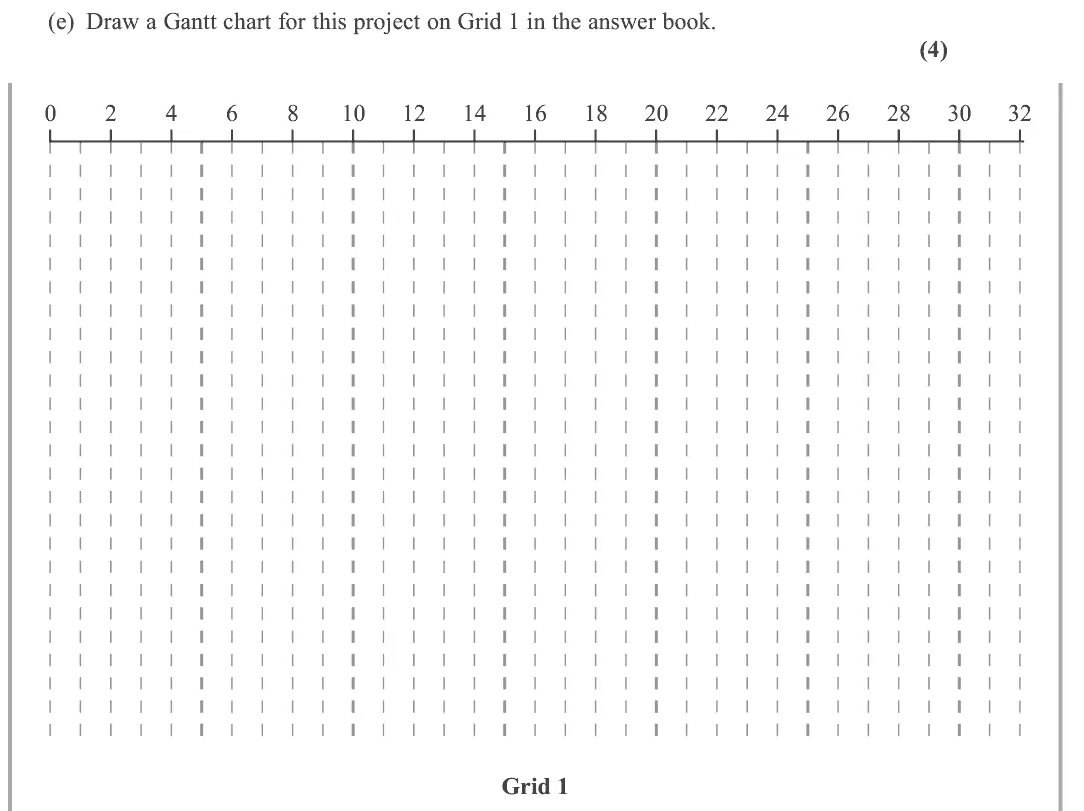 (e) Draw a Gantt chart for this project on Grid 1 in the answer book.
(4)
0 2 4 6 8 10 12 14 16 18 20 22 24 26 28 30 32
Grid 1